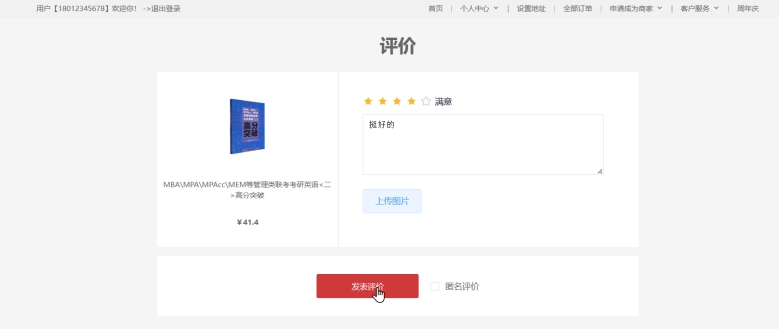 用户【18012345678】欢迎你！ ->退出登录
首页 | 个人中心 | 设置地址 | 全部订单 | 申请成为商家 | 客户服务 | 周年庆
评价
满意
挺好的
高分
突破
MBA\MPA\MPAcc\MEM等管理类联考考研英语<二
>高分突破
¥41.4
上传图片
发表评价
匿名评价